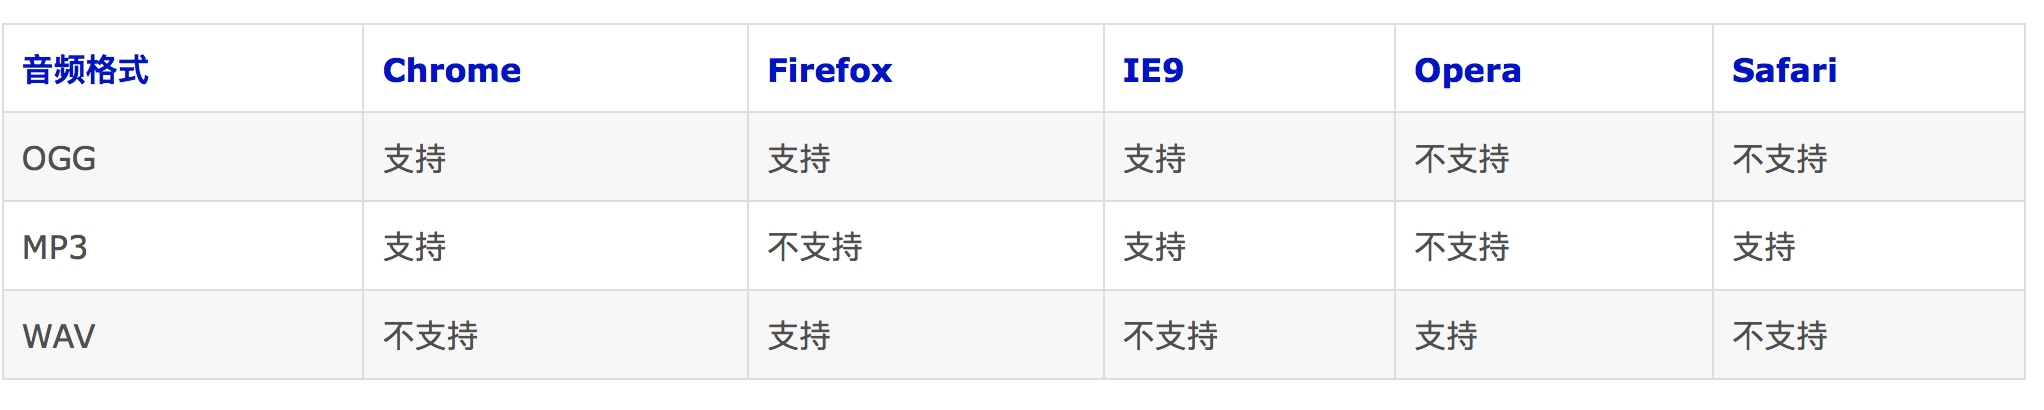 音频格式 Chrome Firefox IE9 Opera Safari
OGG 支持 支持 支持 不支持 不支持
MP3 支持 不支持 支持 不支持 支持
WAV 不支持 支持 不支持 支持 不支持